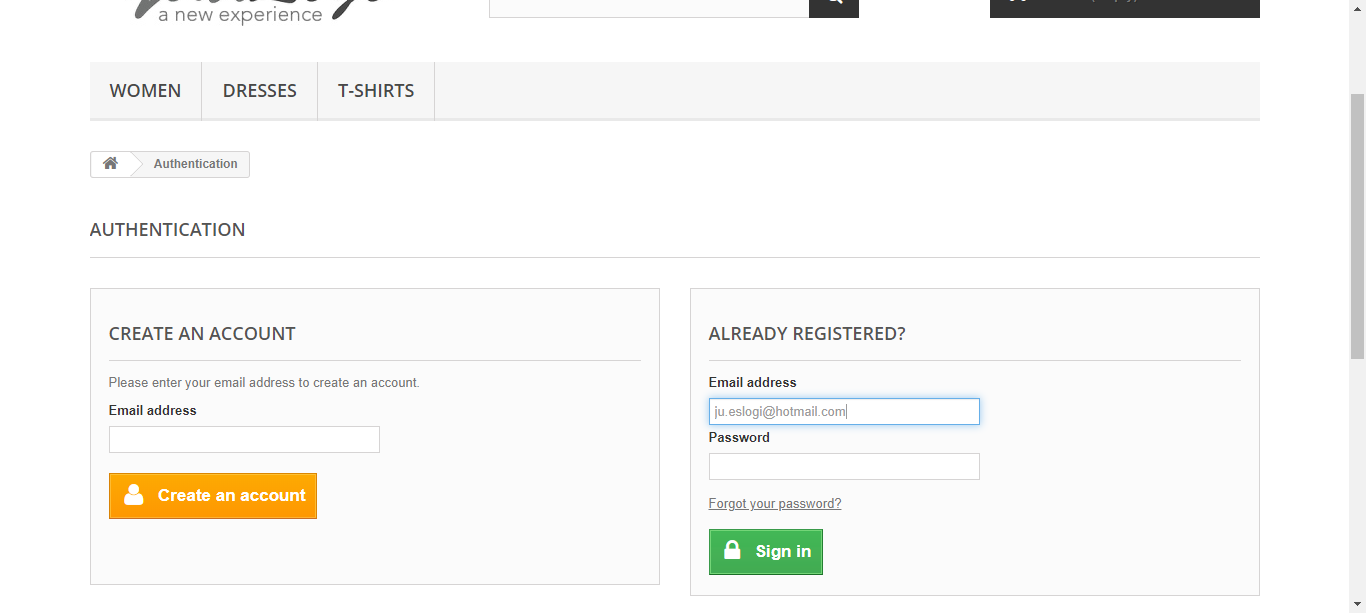 a new experience
WOMEN
DRESSES
T-SHIRTS
Authentication
AUTHENTICATION
CREATE AN ACCOUNT
Please enter your email address to create an account.
Email address
Create an account
ALREADY REGISTERED?
Email address
ju.eslogi@hotmail.com
Password
Forgot your password?
Sign in